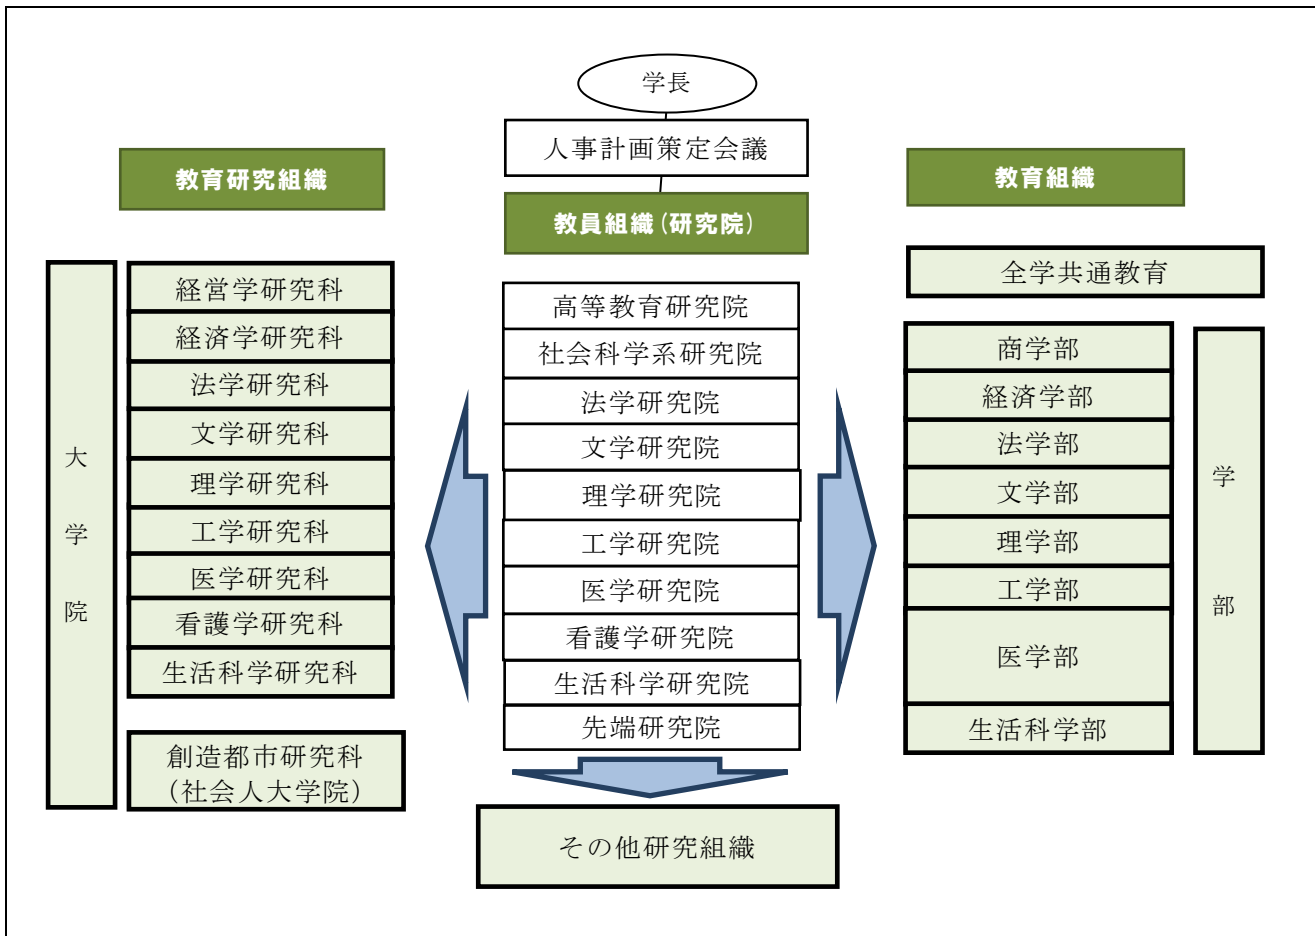 学長
人事計画策定会議
教育研究組織
教員組織(研究院)
教育組織
大学院
経営学研究科
経済学研究科
法学研究科
文学研究科
理学研究科
工学研究科
医学研究科
看護学研究科
生活科学研究科
創造都市研究科
(社会人大学院)
高等教育研究院
社会科学系研究院
法学研究院
文学研究院
理学研究院
工学研究院
医学研究院
看護学研究院
生活科学研究院
先端研究院
その他研究組織
全学共通教育
商学部
経済学部
法学部
文学部
理学部
工学部
医学部
生活科学部
学部